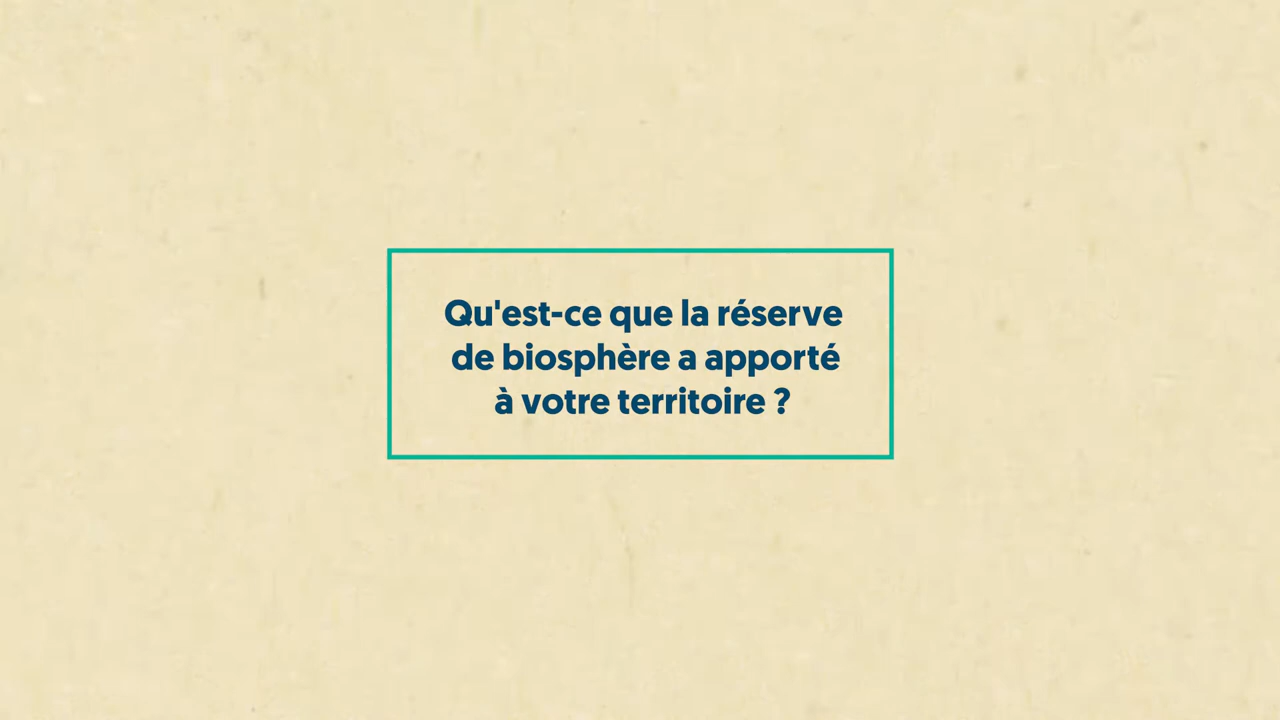 Qu'est-ce que la réserve
de biosphère a apporté
à votre territoire ?